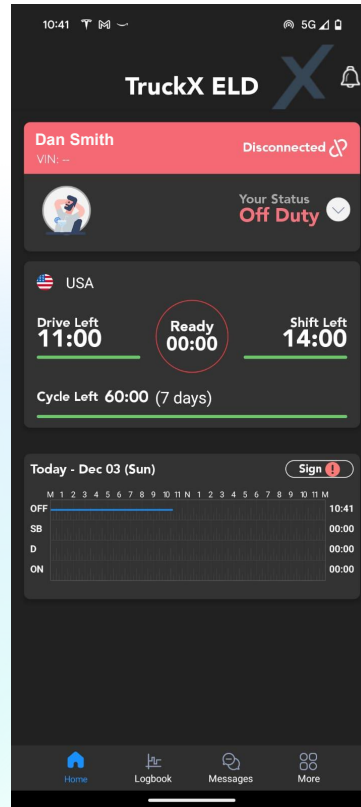 10:41 5G
TruckX ELD X
Dan Smith
VIN: --
Disconnected
Your Status
Off Duty
USA
Drive Left
11:00
Ready
00:00
Shift Left
14:00
Cycle Left 60:00 (7 days)
Today - Dec 03 (Sun) Sign !
M 1 2 3 4 5 6 7 8 9 10 11 N 1 2 3 4 5 6 7 8 9 10 11 M
OFF 10:41
SB 00:00
D 00:00
ON 00:00
Home Logbook Messages More